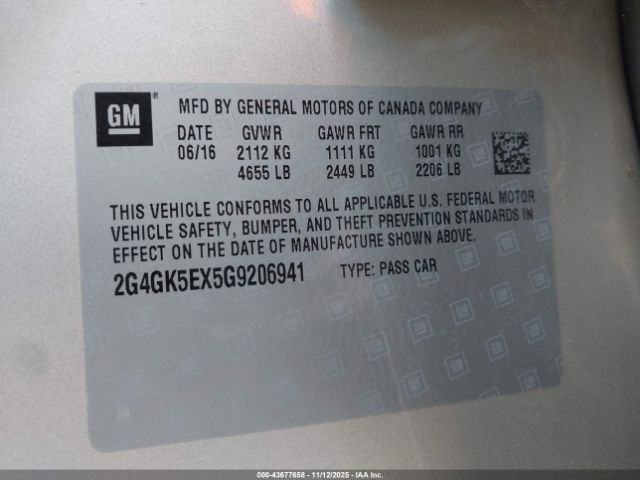 GM ®
MFD BY GENERAL MOTORS OF CANADA COMPANY
DATE GVWR GAWR FRT GAWR RR
06/16 2112 KG 1111 KG 1001 KG
4655 LB 2449 LB 2206 LB
THIS VEHICLE CONFORMS TO ALL APPLICABLE U.S. FEDERAL MOTOR
VEHICLE SAFETY, BUMPER, AND THEFT PREVENTION STANDARDS IN
EFFECT ON THE DATE OF MANUFACTURE SHOWN ABOVE.
2G4GK5EX5G9206941 TYPE: PASS CAR
000-43677658 - 11/12/2025 - IAA Inc.